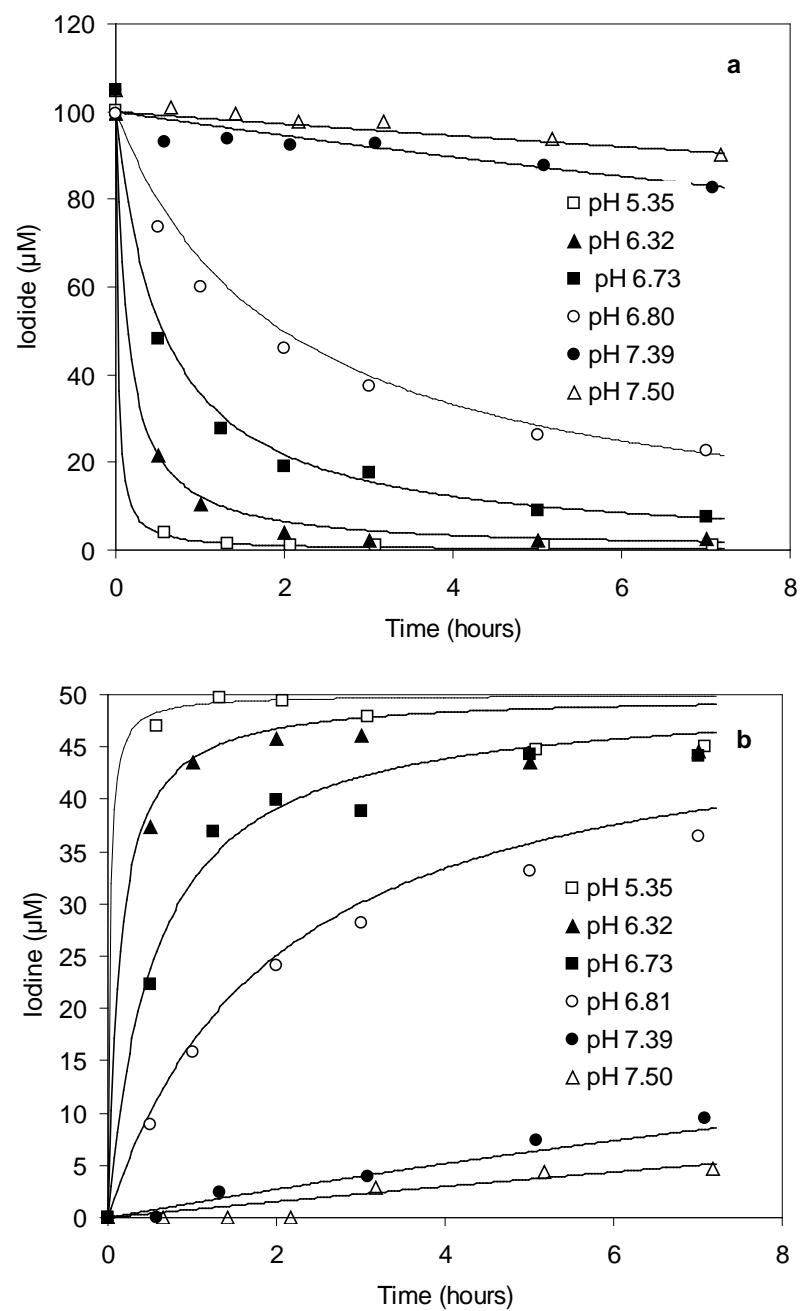 120
a
100
80
60
40
20
0
Iodide (µM)
pH 5.35
pH 6.32
pH 6.73
pH 6.80
pH 7.39
pH 7.50
0 2 4 6 8
Time (hours)
50
b
45
40
35
30
25
20
15
10
5
0
Iodine (µM)
pH 5.35
pH 6.32
pH 6.73
pH 6.81
pH 7.39
pH 7.50
0 2 4 6 8
Time (hours)